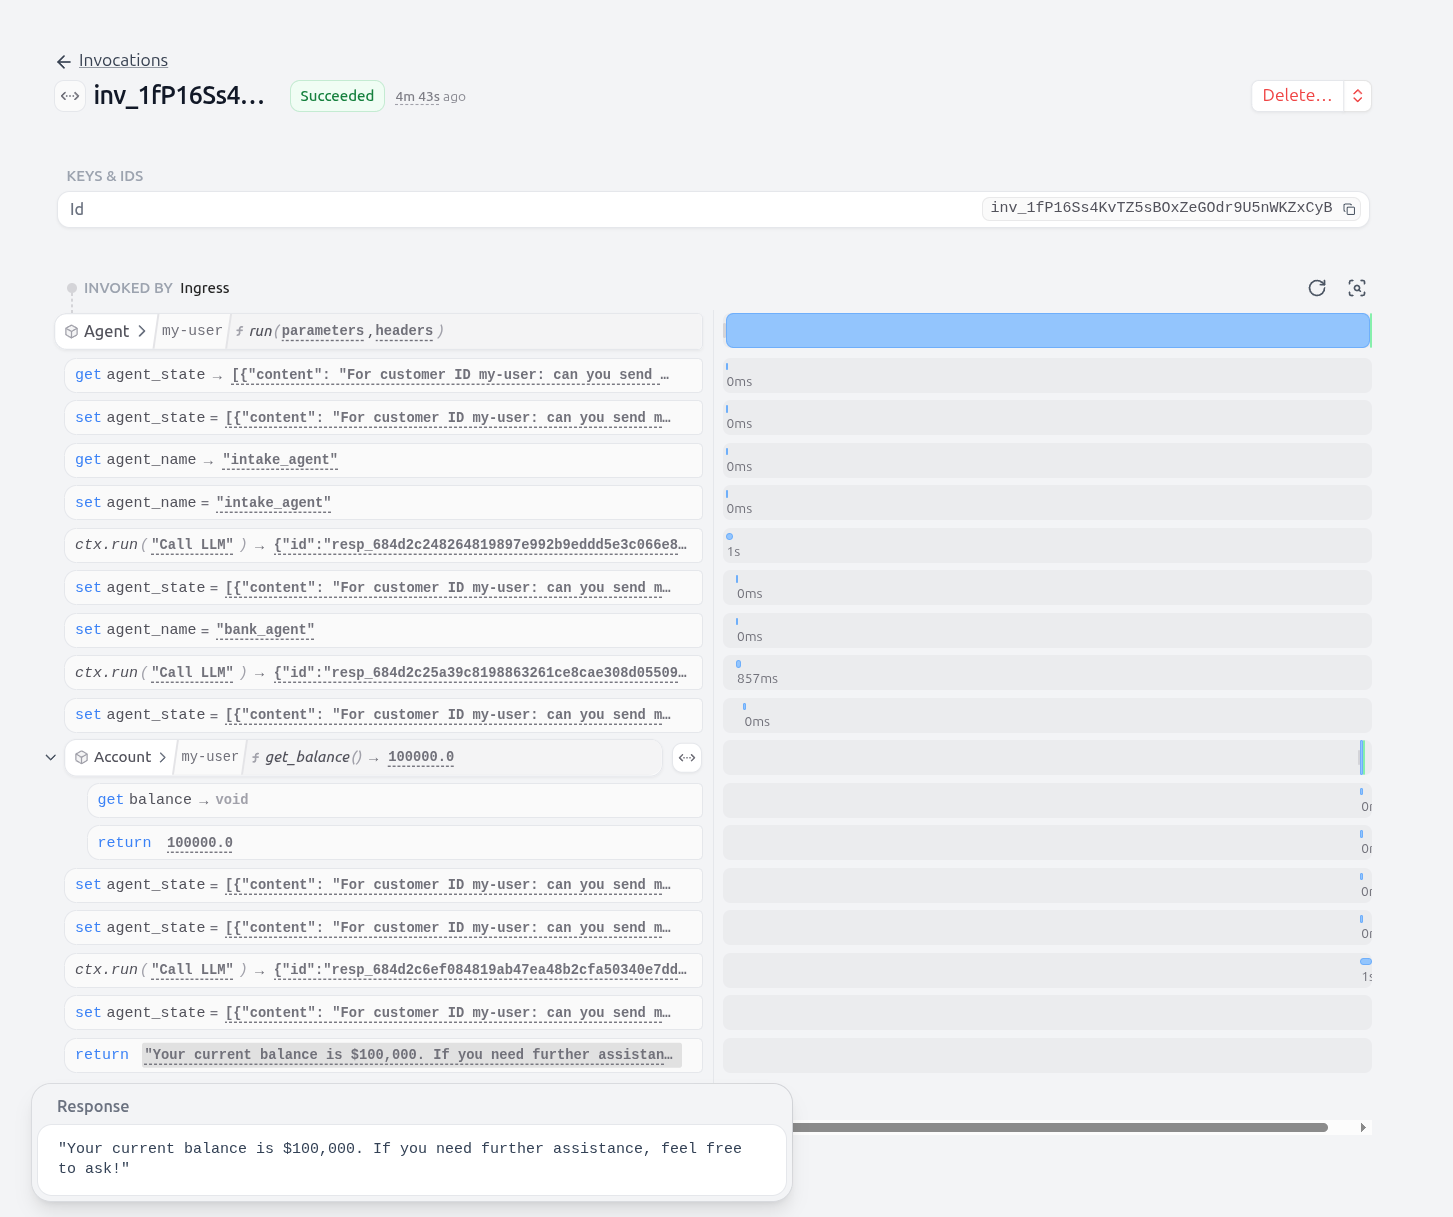 Invocations
inv_1fP16Ss4... Succeeded 4m 43s ago Delete...
KEYS & IDS
Id inv_1fP16Ss4KvTZ5sBOxZeGOdr9U5nWKZxCyB
INVOKED BY Ingress
Agent my-user ƒ run(parameters,headers)
get agent_state → [{"content": "For customer ID my-user: can you send …
0ms
set agent_state = [{"content": "For customer ID my-user: can you send m…
0ms
get agent_name → "intake_agent"
0ms
set agent_name = "intake_agent"
0ms
ctx.run("Call LLM" ) → {"id":"resp_684d2c248264819897e992b9eddd5e3c066e8…
1s
set agent_state = [{"content": "For customer ID my-user: can you send m…
0ms
set agent_name = "bank_agent"
0ms
ctx.run("Call LLM" ) → {"id":"resp_684d2c25a39c8198863261ce8cae308d05509…
857ms
set agent_state = [{"content": "For customer ID my-user: can you send m…
0ms
Account my-user ƒ get_balance() → 100000.0
get balance → void
return 100000.0
set agent_state = [{"content": "For customer ID my-user: can you send m…
set agent_state = [{"content": "For customer ID my-user: can you send m…
ctx.run("Call LLM" ) → {"id":"resp_684d2c6ef084819ab47ea48b2cfa50340e7dd…
1s
set agent_state = [{"content": "For customer ID my-user: can you send m…
return "Your current balance is $100,000. If you need further assistan…
Response
"Your current balance is $100,000. If you need further assistance, feel free
to ask!"